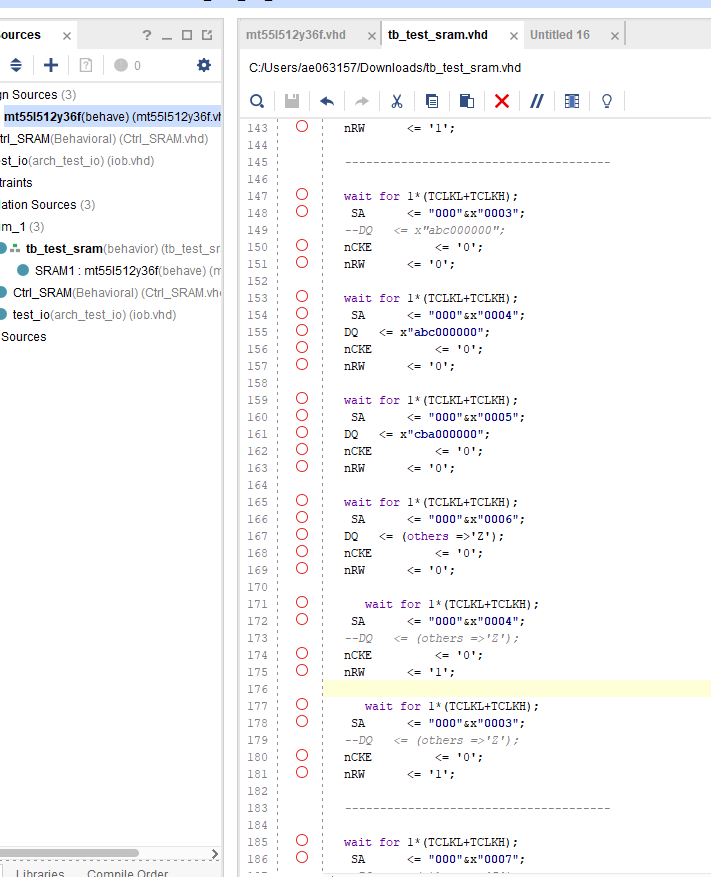 ources
0
gn Sources (3)
mt55l512y36f(behave) (mt55l512y36f.vh
trl_SRAM(Behavioral) (Ctrl_SRAM.vhd)
st_io(arch_test_io) (iob.vhd)
traints
lation Sources (3)
m_1 (3)
tb_test_sram(behavior) (tb_test_sr
SRAM1 : mt55l512y36f(behave) (m
Ctrl_SRAM(Behavioral) (Ctrl_SRAM.vh
test_io(arch_test_io) (iob.vhd)
Sources
Libraries Compile Order
mt55l512y36f.vhd tb_test_sram.vhd Untitled 16
C:/Users/ae063157/Downloads/tb_test_sram.vhd
143 nRW <= '1';
144
145 --------------------------------------
146
147 wait for 1*(TCLKL+TCLKH);
148 SA <= "000"&x"0003";
149 --DQ <= x"abc000000";
150 nCKE <= '0';
151 nRW <= '0';
152
153 wait for 1*(TCLKL+TCLKH);
154 SA <= "000"&x"0004";
155 DQ <= x"abc000000";
156 nCKE <= '0';
157 nRW <= '0';
158
159 wait for 1*(TCLKL+TCLKH);
160 SA <= "000"&x"0005";
161 DQ <= x"cba000000";
162 nCKE <= '0';
163 nRW <= '0';
164
165 wait for 1*(TCLKL+TCLKH);
166 SA <= "000"&x"0006";
167 DQ <= (others =>'Z');
168 nCKE <= '0';
169 nRW <= '0';
170
171 wait for 1*(TCLKL+TCLKH);
172 SA <= "000"&x"0004";
173 --DQ <= (others =>'Z');
174 nCKE <= '0';
175 nRW <= '1';
176
177 wait for 1*(TCLKL+TCLKH);
178 SA <= "000"&x"0003";
179 --DQ <= (others =>'Z');
180 nCKE <= '0';
181 nRW <= '1';
182
183 --------------------------------------
184
185 wait for 1*(TCLKL+TCLKH);
186 SA <= "000"&x"0007";